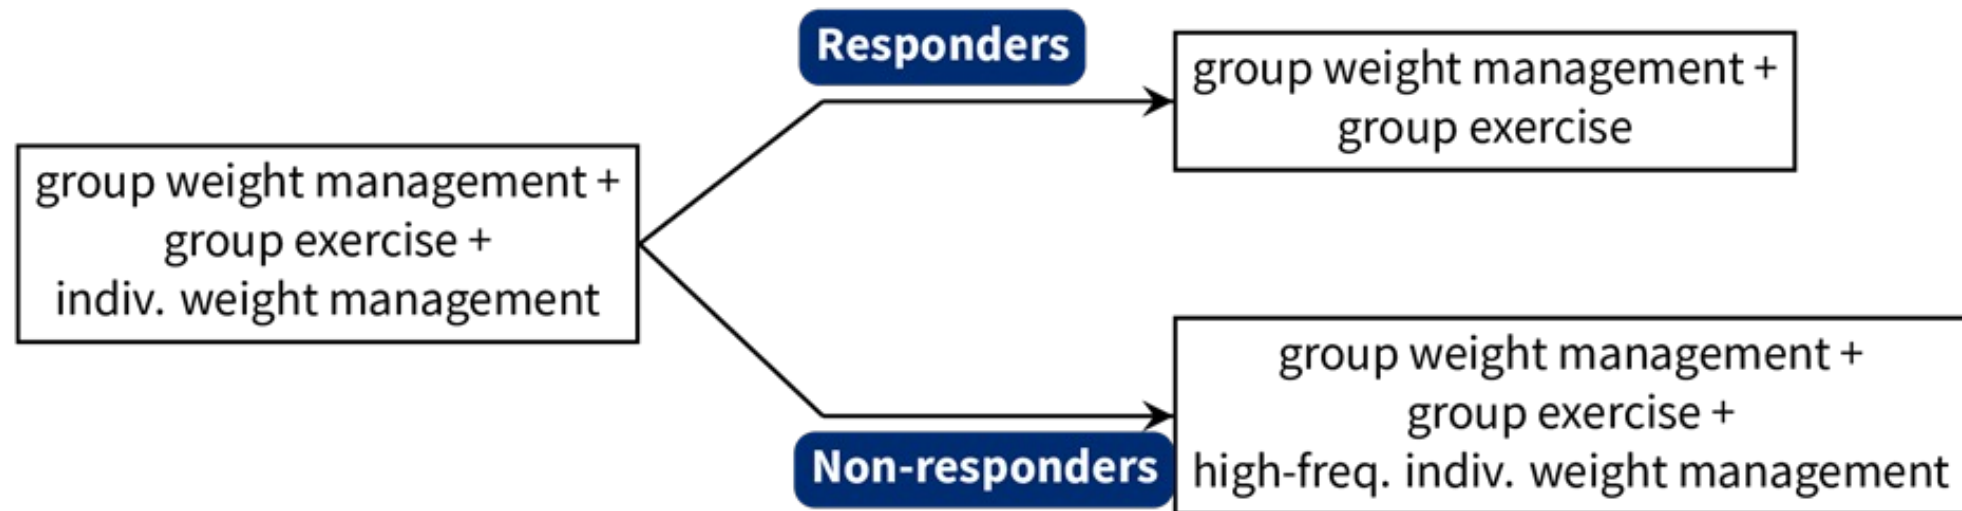 Responders
group weight management +
group exercise
group weight management +
group exercise +
indiv. weight management
group weight management +
group exercise +
high-freq. indiv. weight management
Non-responders